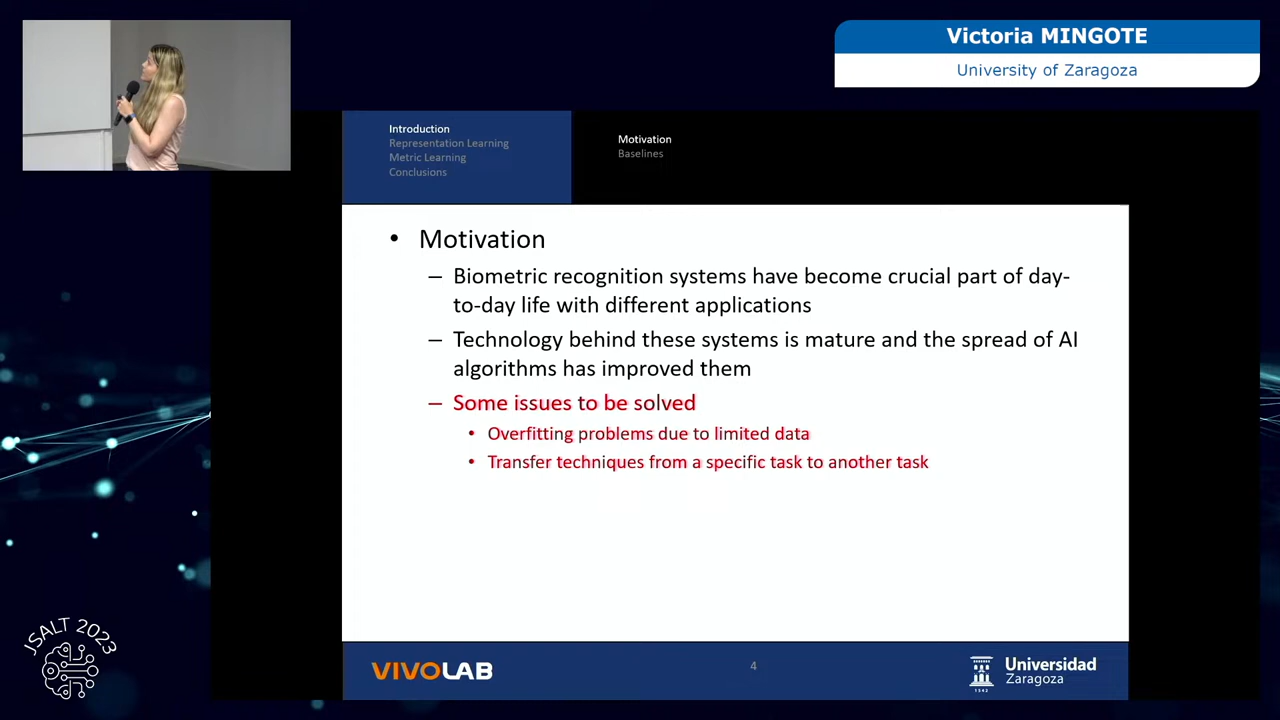 Victoria MINGOTE
University of Zaragoza
Introduction
Representation Learning
Metric Learning
Conclusions
Motivation
Baselines
• Motivation
– Biometric recognition systems have become crucial part of day-
to-day life with different applications
– Technology behind these systems is mature and the spread of AI
algorithms has improved them
– Some issues to be solved
• Overfitting problems due to limited data
• Transfer techniques from a specific task to another task
JSALT 2023
VIVOLAB
4
1542
Universidad
Zaragoza